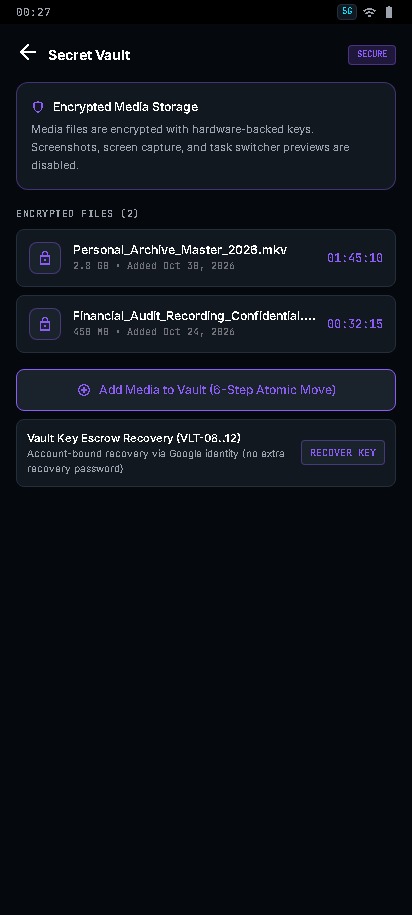 00:27
5G
Secret Vault
SECURE
Encrypted Media Storage
Media files are encrypted with hardware-backed keys.
Screenshots, screen capture, and task switcher previews are
disabled.
ENCRYPTED FILES (2)
Personal_Archive_Master_2026.mkv
01:45:10
2.8 GB • Added Oct 30, 2026
Financial_Audit_Recording_Confidential....
00:32:15
450 MB • Added Oct 24, 2026
Add Media to Vault (6-Step Atomic Move)
Vault Key Escrow Recovery (VLT-08..12)
Account-bound recovery via Google identity (no extra
recovery password)
RECOVER KEY